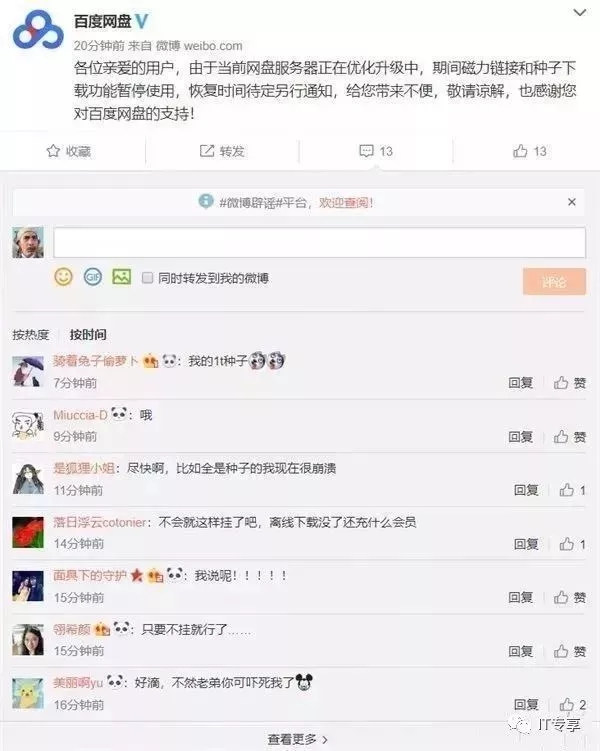 百度网盘
20分钟前 来自 微博 weibo.com
各位亲爱的用户，由于当前网盘服务器正在优化升级中，期间磁力链接和种子下
载功能暂停使用，恢复时间待定另行通知，给您带来不便，敬请谅解，也感谢您
对百度网盘的支持！
收藏 转发 13 13
#微博辟谣#平台，欢迎查阅！
GIF 同时转发到我的微博 评论
按热度 按时间
骑着兔子偷萝卜：我的1t种子
7分钟前 回复 赞
Miuccia-D：哦
9分钟前 回复 赞
是狐狸小姐：尽快啊，比如全是种子的我现在很崩溃
11分钟前 回复 1
落日浮云cotonier：不会就这样挂了吧，离线下载没了还充什么会员
14分钟前 回复 1
面具下的守护：我说呢！！！！！
15分钟前 回复 赞
翎希颜：只要不挂就行了……
15分钟前 回复 赞
美丽啊yu：好滴，不然老弟你可吓死我了
16分钟前 回复 2
查看更多
IT专享